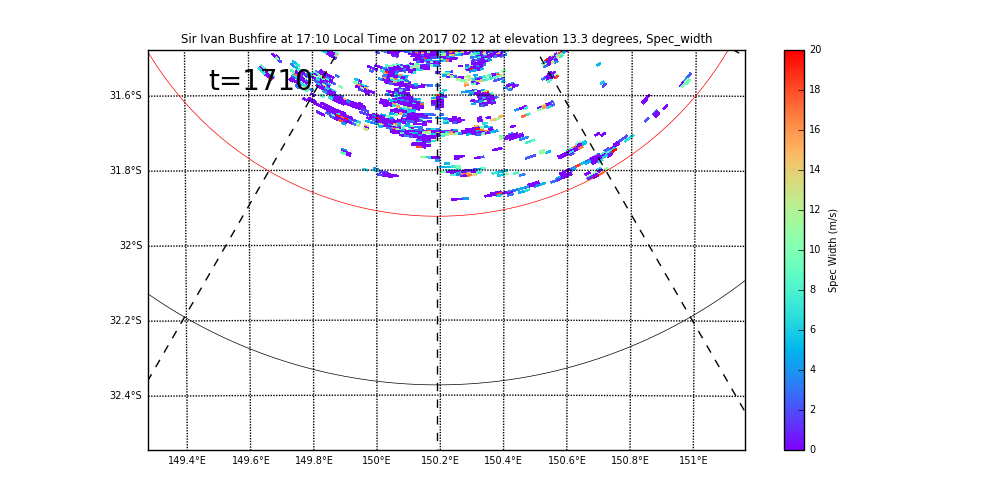 Sir Ivan Bushfire at 17:10 Local Time on 2017 02 12 at elevation 13.3 degrees, Spec_width
t=1710
31.6°S
31.8°S
32°S
32.2°S
32.4°S
149.4°E 149.6°E 149.8°E 150°E 150.2°E 150.4°E 150.6°E 150.8°E 151°E
20
18
16
14
12
10
8
6
4
2
0
Spec Width (m/s)